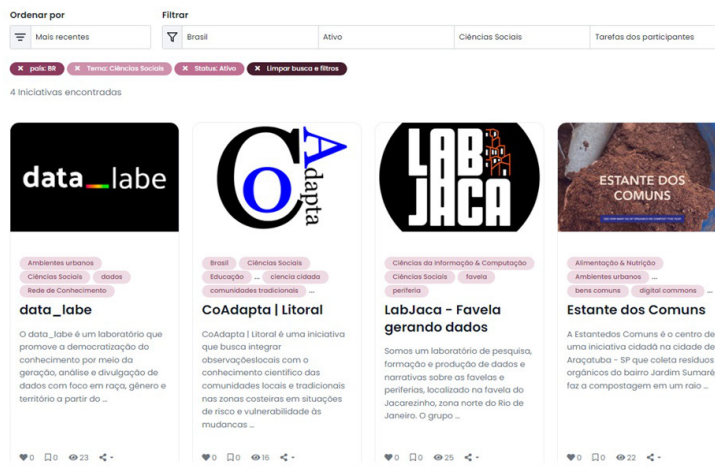 Ordenar por
Filtrar
Mais recentes
Brasil
Ativo
Ciências Sociais
Tarefas dos participantes
× país: BR
× Tema: Ciências Sociais
× Status: Ativo
× Limpar busca e filtros
4 Iniciativas encontradas
data_labe
Ambientes urbanos
Ciências Sociais dados
Rede de Conhecimento
data_labe
O data_labe é um laboratório que
promove a democratização do
conhecimento por meio da
geração, análise e divulgação de
dados com foco em raça, gênero e
território a partir do ...
0 0 23
CoAdapta
Brasil Ciências Sociais
Educação ... ciencia cidada
comunidades tradicionais ...
CoAdapta | Litoral
CoAdapta | Litoral é uma iniciativa
que busca integrar
observaçõeslocais com o
conhecimento científico das
comunidades locais e tradicionais
nas zonas costeiras em situações
de risco e vulnerabilidade às
mudancas ...
0 0 16
LAB
JACA
Ciências da Informação & Computação
Ciências Sociais favela
periferia
LabJaca - Favela
gerando dados
Somos um laboratório de pesquisa,
formação e produção de dados e
narrativas sobre as favelas e
periferias, localizado na favela do
Jacarezinho, zona norte do Rio de
Janeiro. O grupo ...
0 0 25
ESTANTE DOS
COMUNS
Alimentação & Nutrição
Ambientes urbanos ...
bens comuns digital commons ...
Estante dos Comuns
A Estantedos Comuns é o centro de
uma iniciativa cidadã na cidade de
Araçatuba - SP que coleta resíduos
orgânicos do bairro Jardim Sumaré
faz a compostagem em um raio ...
0 0 22